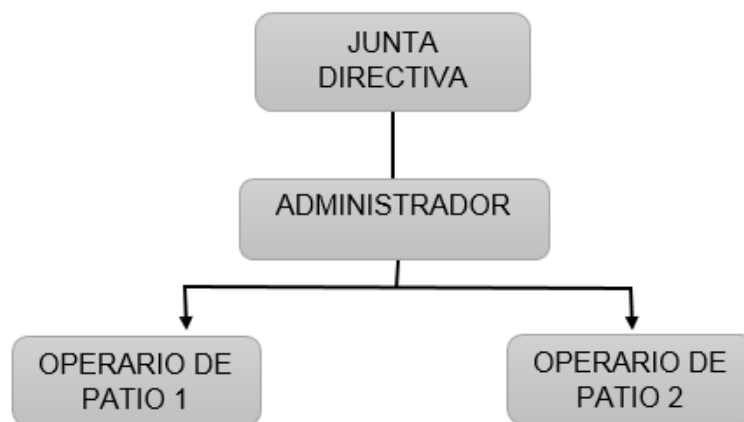 JUNTA
DIRECTIVA
ADMINISTRADOR
OPERARIO DE
PATIO 1
OPERARIO DE
PATIO 2